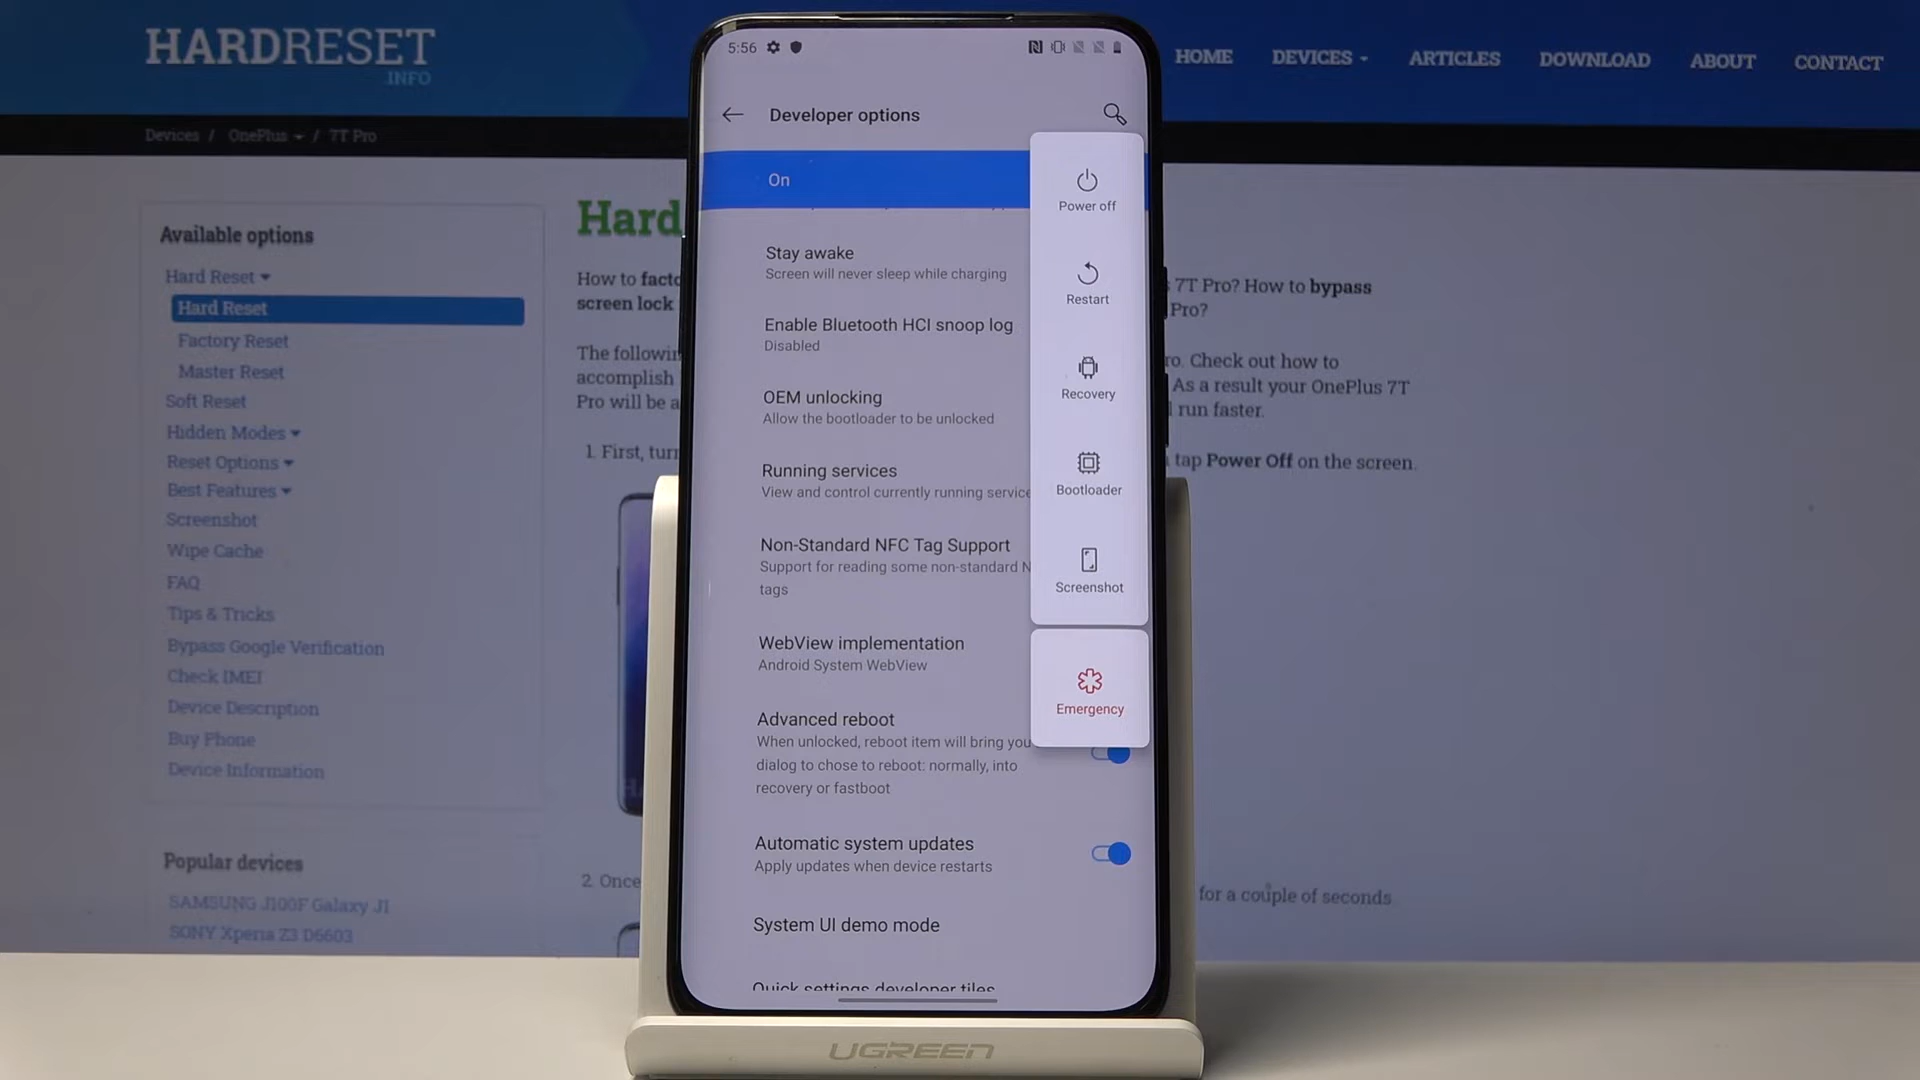 HARDRESET
.INFO
HOME
DEVICES
ARTICLES
DOWNLOAD
ABOUT
CONTACT
Devices / OnePlus / 7T Pro
Available options
Hard Reset
Hard Reset
Factory Reset
Master Reset
Soft Reset
Hidden Modes
Reset Options
Best Features
Screenshot
Wipe Cache
FAQ
Tips & Tricks
Bypass Google Verification
Check IMEI
Device Description
Buy Phone
Device Information
Popular devices
SAMSUNG J100F Galaxy J1
SONY Xperia Z3 D6603
Hard
How to
screen lock
7T Pro? How to bypass
Pro?
The
accomplish
Check out how to
As a result your OnePlus 7T
Pro will be
run faster.
1. First,
tap Power Off on the screen.
2. Once
for a couple of seconds
5:56
Developer options
On
Stay awake
Screen will never sleep while charging
Enable Bluetooth HCI snoop log
Disabled
OEM unlocking
Allow the bootloader to be unlocked
Running services
View and control currently running
Non-Standard NFC Tag Support
Support for reading some non-standard
tags
WebView implementation
Android System WebView
Advanced reboot
When unlocked, reboot item will bring you
dialog to chose to reboot: normally, into
recovery or fastboot
Automatic system updates
Apply updates when device restarts
System UI demo mode
Quick settings developer tiles
Power off
Restart
Recovery
Bootloader
Screenshot
Emergency
UGREEN